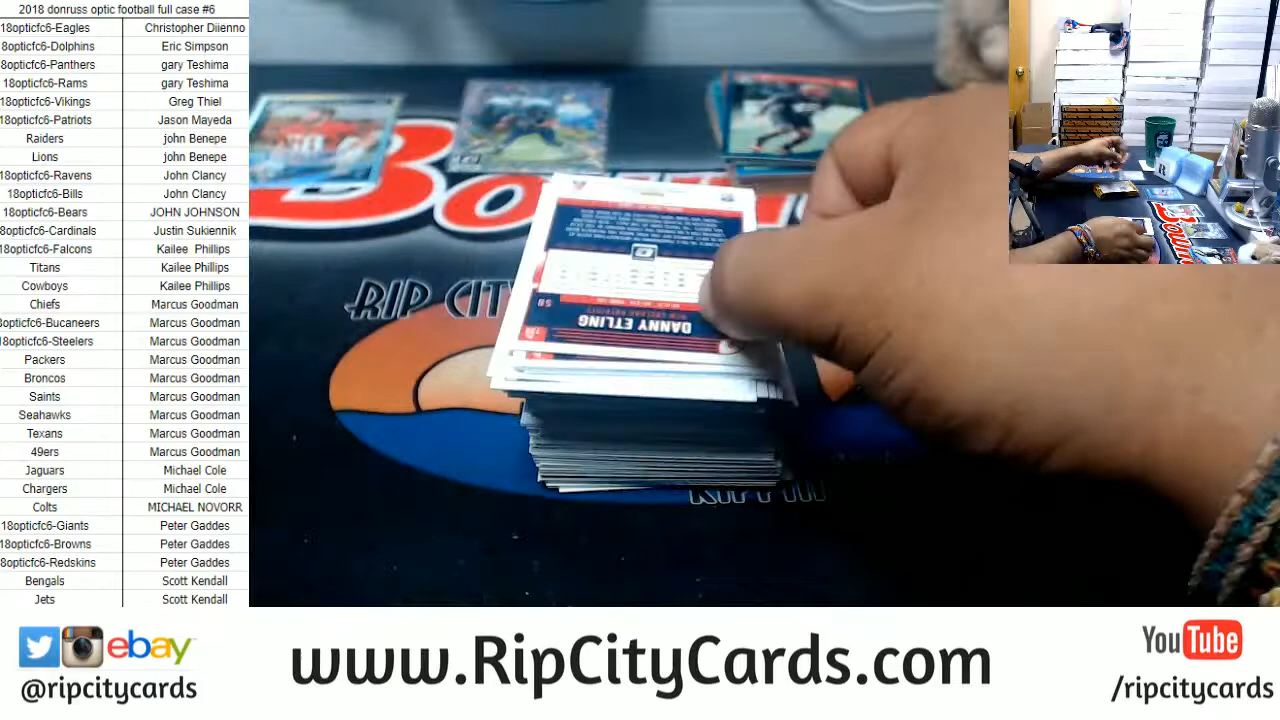 2018 donruss optic football full case #6
18opticfc6-Eagles Christopher Diienno
8opticfc6-Dolphins Eric Simpson
8opticfc6-Panthers gary Teshima
18opticfc6-Rams gary Teshima
18opticfc6-Vikings Greg Thiel
18opticfc6-Patriots Jason Mayeda
Raiders john Benepe
Lions john Benepe
18opticfc6-Ravens John Clancy
18opticfc6-Bills John Clancy
18opticfc6-Bears JOHN JOHNSON
opticfc6-Cardinals Justin Sukiennik
18opticfc6-Falcons Kailee Phillips
Titans Kailee Phillips
Cowboys Kailee Phillips
Chiefs Marcus Goodman
opticfc6-Bucaneers Marcus Goodman
8opticfc6-Steelers Marcus Goodman
Packers Marcus Goodman
Broncos Marcus Goodman
Saints Marcus Goodman
Seahawks Marcus Goodman
Texans Marcus Goodman
49ers Marcus Goodman
Jaguars Michael Cole
Chargers Michael Cole
Colts MICHAEL NOVORR
18opticfc6-Giants Peter Gaddes
18opticfc6-Browns Peter Gaddes
8opticfc6-Redskins Peter Gaddes
Bengals Scott Kendall
Jets Scott Kendall
RIP CITY
DANNY ETLING
NEW ENGLAND PATRIOTS
ebay
@ripcitycards
www.RipCityCards.com
YouTube
/ripcitycards